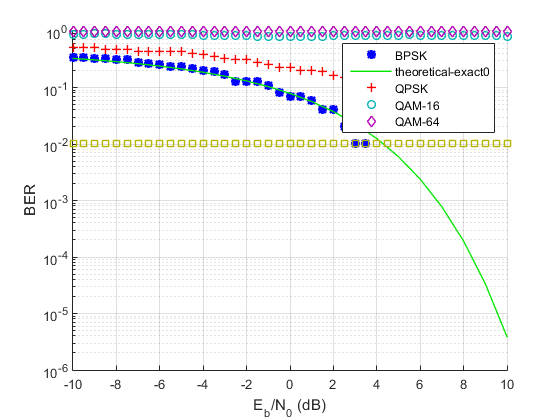 10^0
10^-1
10^-2
10^-3
10^-4
10^-5
10^-6
BER
BPSK
theoretical-exact0
QPSK
QAM-16
QAM-64
-10 -8 -6 -4 -2 0 2 4 6 8 10
E_b/N_0 (dB)